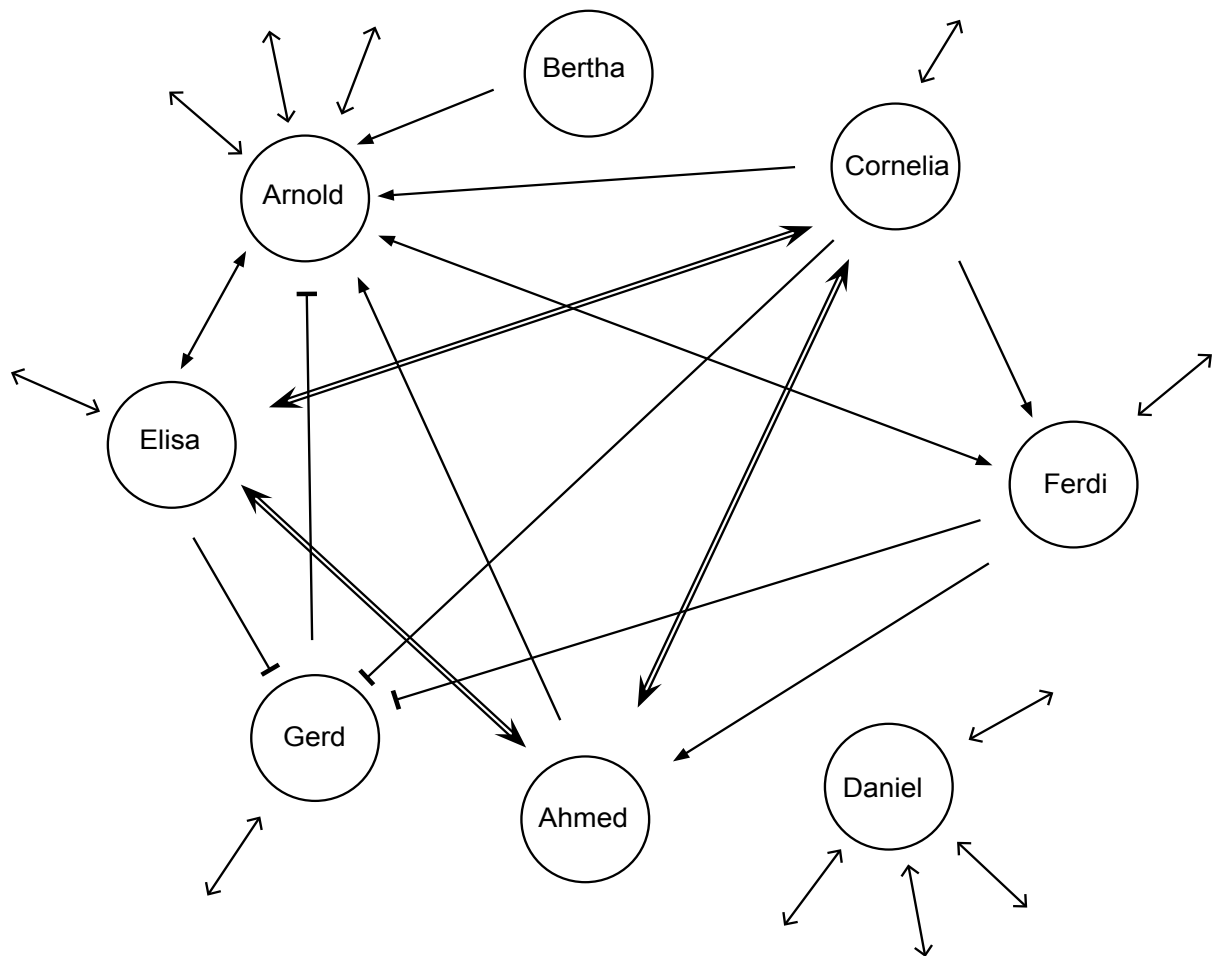 Bertha
Cornelia
Arnold
Elisa
Ferdi
Gerd
Daniel
Ahmed